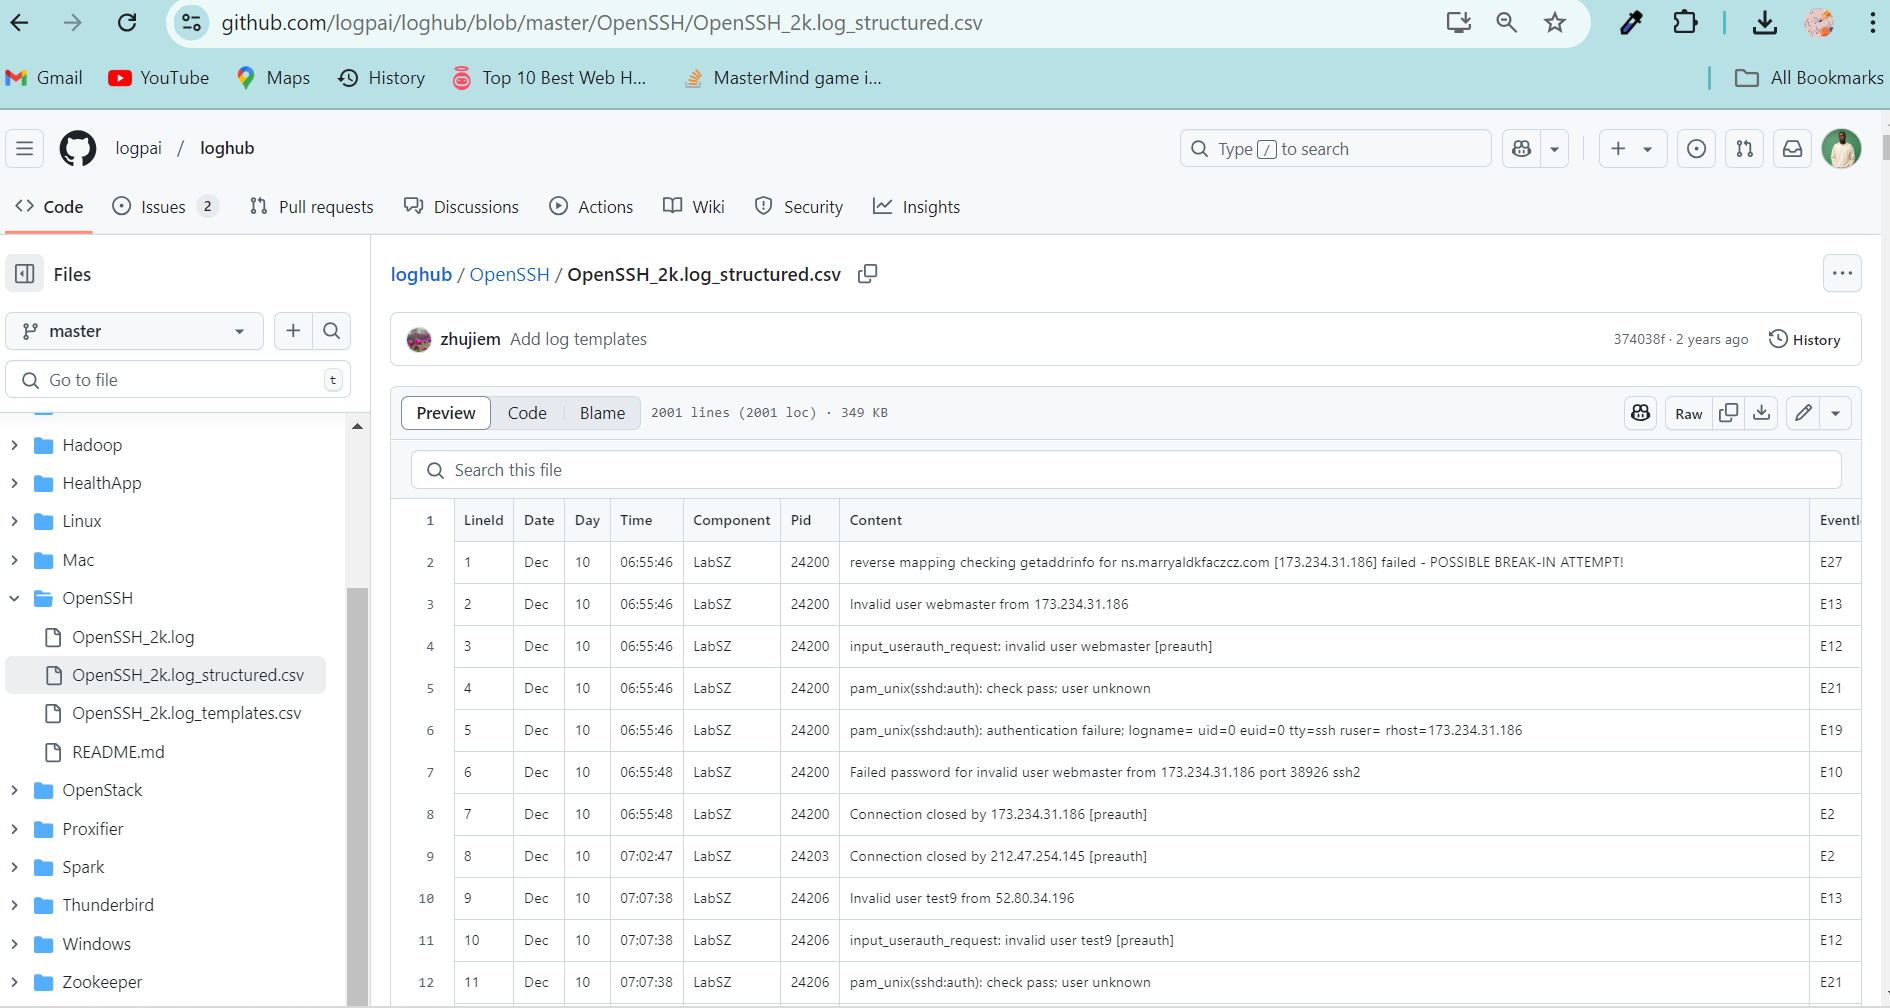 github.com/logpai/loghub/blob/master/OpenSSH/OpenSSH_2k.log_structured.csv
Gmail YouTube Maps History Top 10 Best Web H... MasterMind game i... All Bookmarks
logpai / loghub Type / to search
Code Issues 2 Pull requests Discussions Actions Wiki Security Insights
Files
master
Go to file t
Hadoop
HealthApp
Linux
Mac
OpenSSH
OpenSSH_2k.log
OpenSSH_2k.log_structured.csv
OpenSSH_2k.log_templates.csv
README.md
OpenStack
Proxifier
Spark
Thunderbird
Windows
Zookeeper
loghub / OpenSSH / OpenSSH_2k.log_structured.csv
zhujiem Add log templates 374038f · 2 years ago History
Preview Code Blame 2001 lines (2001 loc) · 349 KB Raw
Search this file
1 LineId Date Day Time Component Pid Content EventI
2 1 Dec 10 06:55:46 LabSZ 24200 reverse mapping checking getaddrinfo for ns.marryaldkfaczcz.com [173.234.31.186] failed - POSSIBLE BREAK-IN ATTEMPT! E27
3 2 Dec 10 06:55:46 LabSZ 24200 Invalid user webmaster from 173.234.31.186 E13
4 3 Dec 10 06:55:46 LabSZ 24200 input_userauth_request: invalid user webmaster [preauth] E12
5 4 Dec 10 06:55:46 LabSZ 24200 pam_unix(sshd:auth): check pass; user unknown E21
6 5 Dec 10 06:55:46 LabSZ 24200 pam_unix(sshd:auth): authentication failure; logname= uid=0 euid=0 tty=ssh ruser= rhost=173.234.31.186 E19
7 6 Dec 10 06:55:48 LabSZ 24200 Failed password for invalid user webmaster from 173.234.31.186 port 38926 ssh2 E10
8 7 Dec 10 06:55:48 LabSZ 24200 Connection closed by 173.234.31.186 [preauth] E2
9 8 Dec 10 07:02:47 LabSZ 24203 Connection closed by 212.47.254.145 [preauth] E2
10 9 Dec 10 07:07:38 LabSZ 24206 Invalid user test9 from 52.80.34.196 E13
11 10 Dec 10 07:07:38 LabSZ 24206 input_userauth_request: invalid user test9 [preauth] E12
12 11 Dec 10 07:07:38 LabSZ 24206 pam_unix(sshd:auth): check pass; user unknown E21